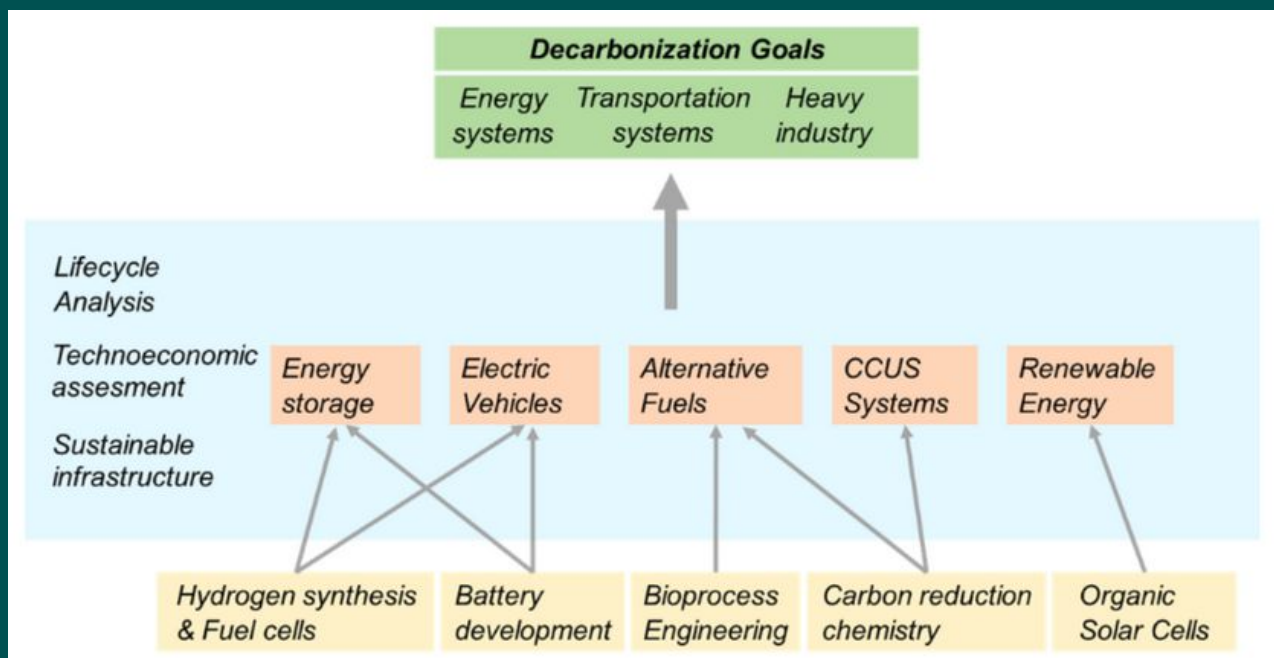 Decarbonization Goals
Energy
systems
Transportation
systems
Heavy
industry
Lifecycle
Analysis
Technoeconomic
assesment
Sustainable
infrastructure
Energy
storage
Electric
Vehicles
Alternative
Fuels
CCUS
Systems
Renewable
Energy
Hydrogen synthesis
& Fuel cells
Battery
development
Bioprocess
Engineering
Carbon reduction
chemistry
Organic
Solar Cells